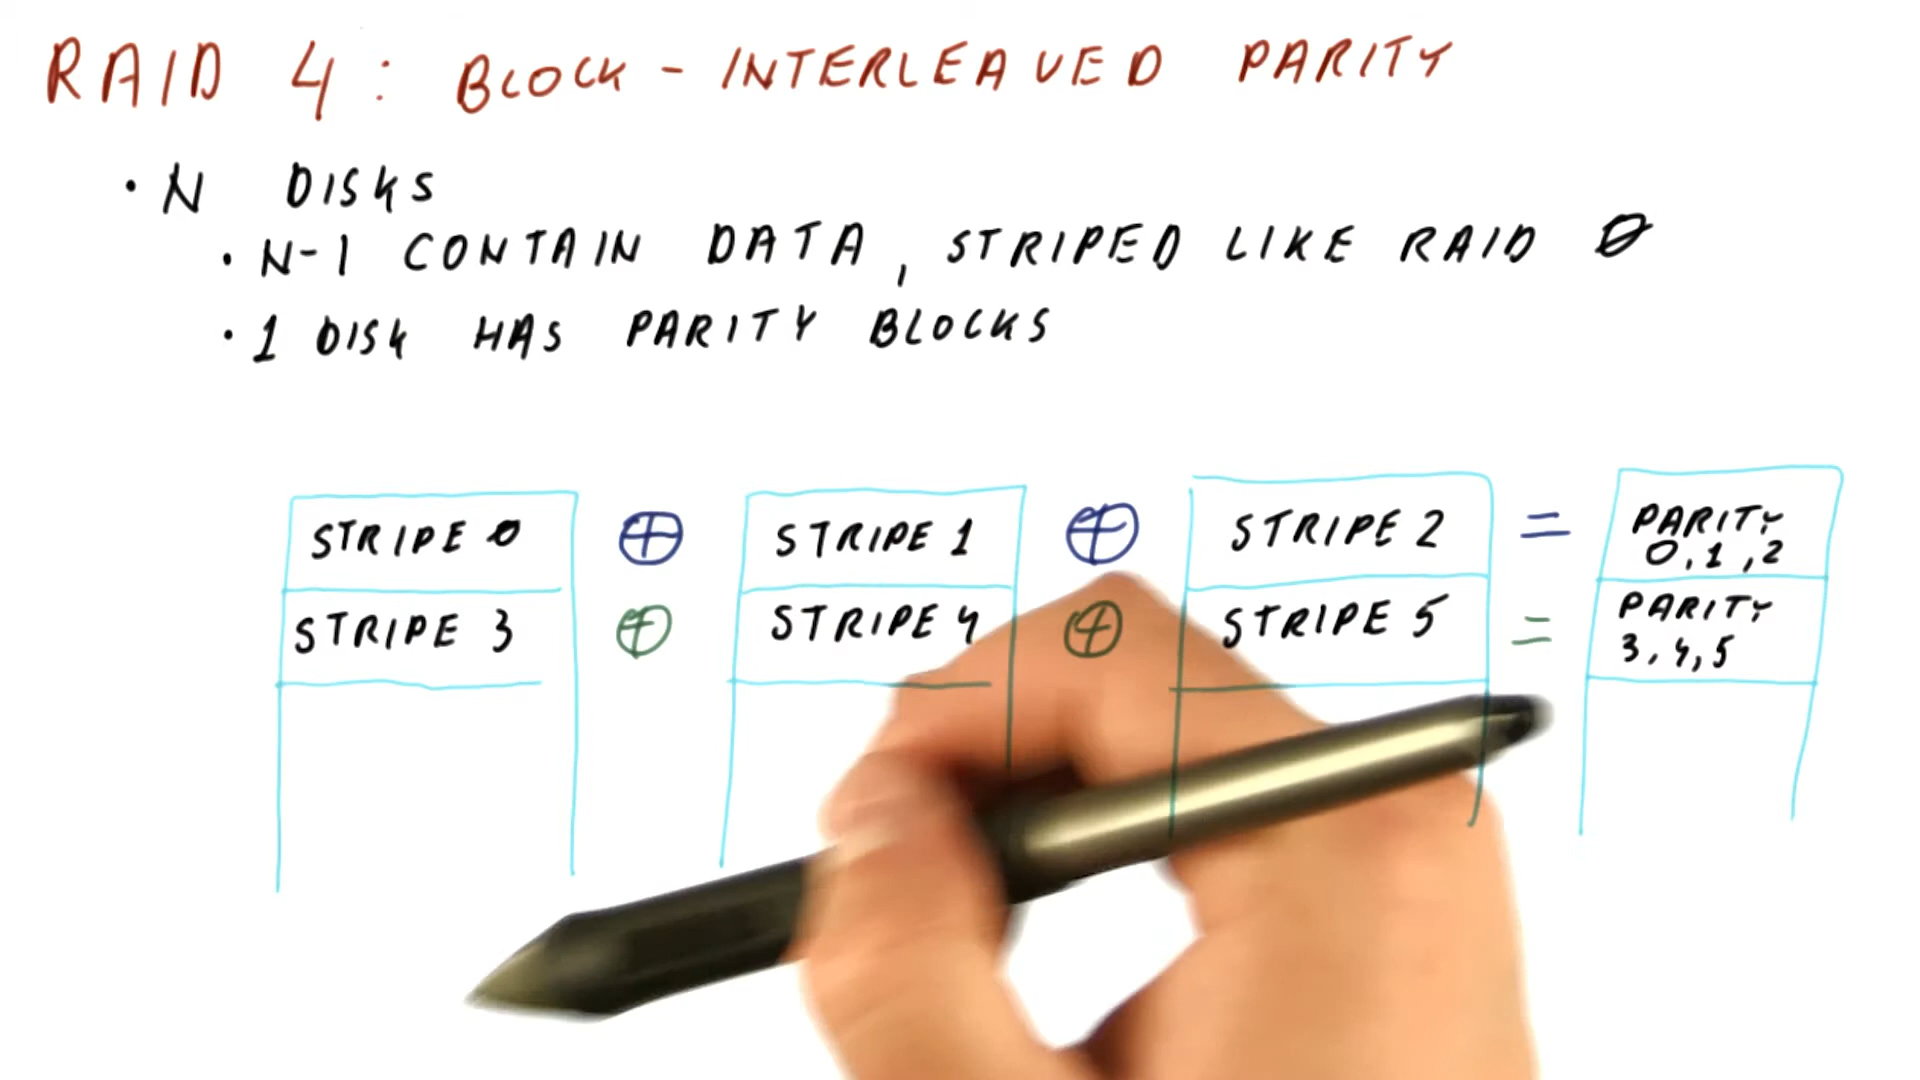 RAID 4: BLOCK-INTERLEAVED PARITY
• N DISKS
• N-1 CONTAIN DATA, STRIPED LIKE RAID 0
• 1 DISK HAS PARITY BLOCKS
STRIPE 0 ⊕ STRIPE 1 ⊕ STRIPE 2 = PARITY 0,1,2
STRIPE 3 ⊕ STRIPE 4 ⊕ STRIPE 5 = PARITY 3,4,5